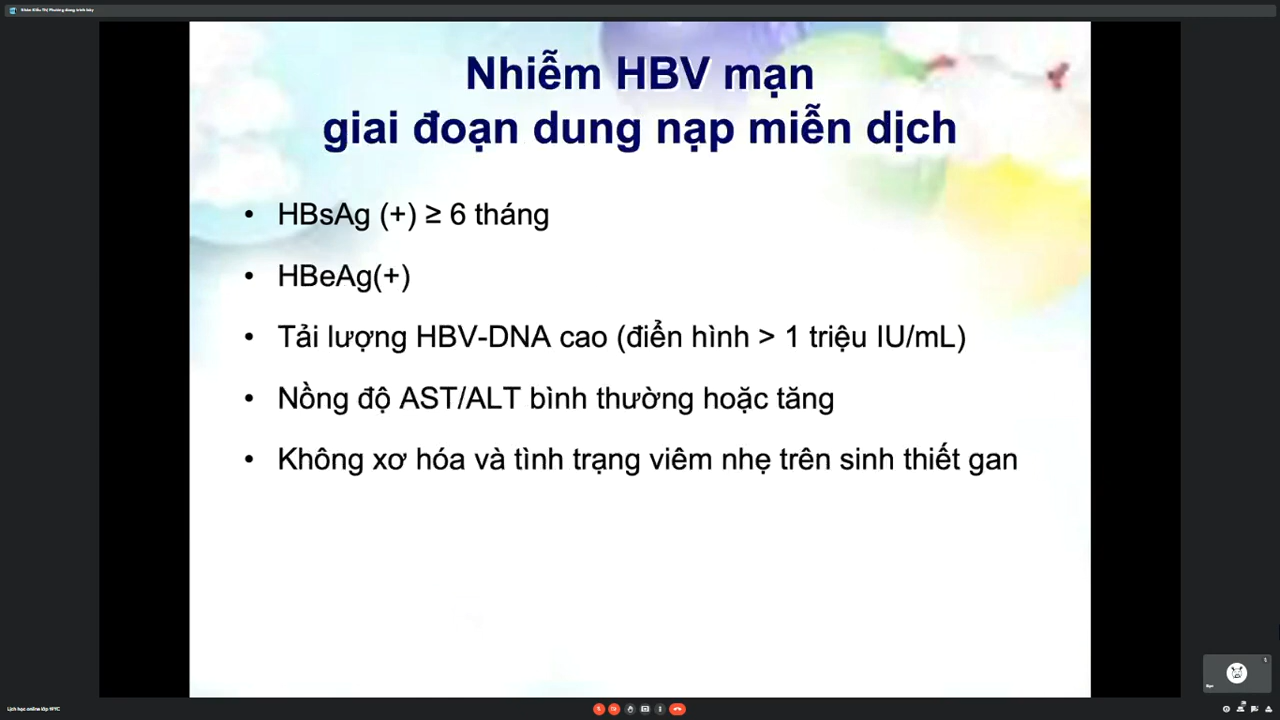 Nhiễm HBV mạn
giai đoạn dung nạp miễn dịch
• HBsAg (+) ≥ 6 tháng
• HBeAg(+)
• Tải lượng HBV-DNA cao (điển hình > 1 triệu IU/mL)
• Nồng độ AST/ALT bình thường hoặc tăng
• Không xơ hóa và tình trạng viêm nhẹ trên sinh thiết gan